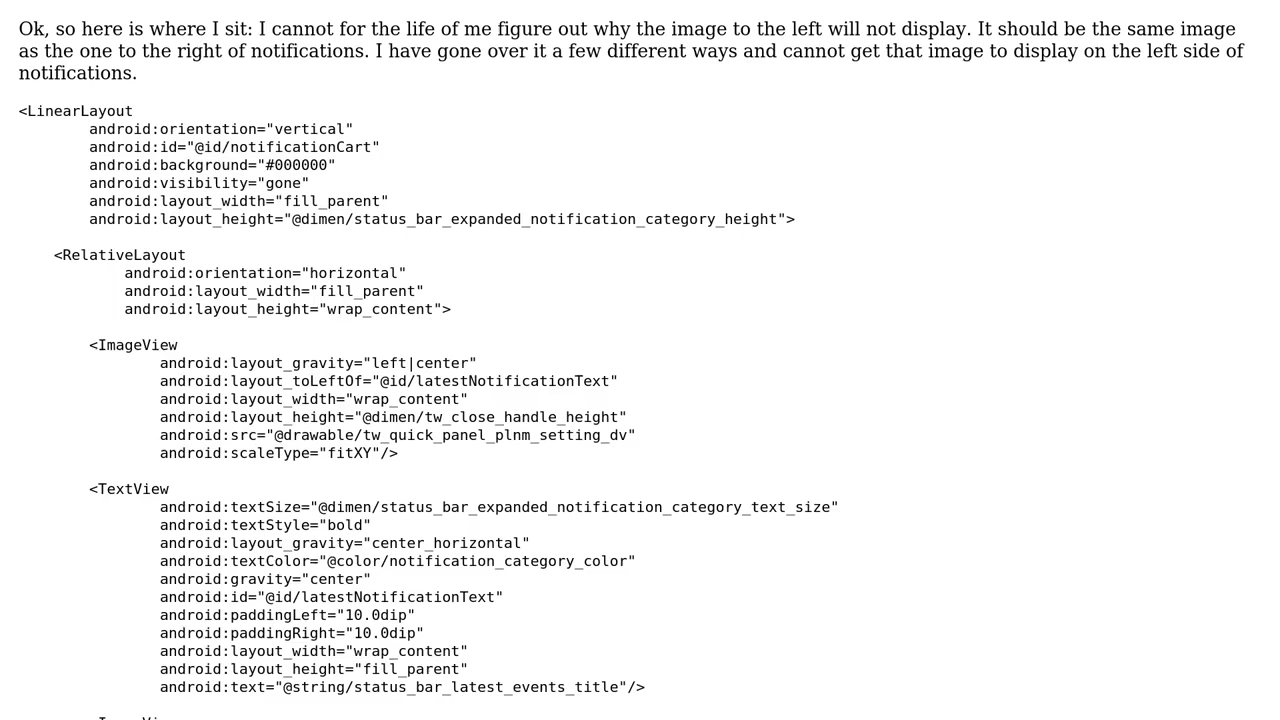 Ok, so here is where I sit: I cannot for the life of me figure out why the image to the left will not display. It should be the same image
as the one to the right of notifications. I have gone over it a few different ways and cannot get that image to display on the left side of
notifications.
<LinearLayout
android:orientation="vertical"
android:id="@id/notificationCart"
android:background="#000000"
android:visibility="gone"
android:layout_width="fill_parent"
android:layout_height="@dimen/status_bar_expanded_notification_category_height">
<RelativeLayout
android:orientation="horizontal"
android:layout_width="fill_parent"
android:layout_height="wrap_content">
<ImageView
android:layout_gravity="left|center"
android:layout_toLeftOf="@id/latestNotificationText"
android:layout_width="wrap_content"
android:layout_height="@dimen/tw_close_handle_height"
android:src="@drawable/tw_quick_panel_plnm_setting_dv"
android:scaleType="fitXY"/>
<TextView
android:textSize="@dimen/status_bar_expanded_notification_category_text_size"
android:textStyle="bold"
android:layout_gravity="center_horizontal"
android:textColor="@color/notification_category_color"
android:gravity="center"
android:id="@id/latestNotificationText"
android:paddingLeft="10.0dip"
android:paddingRight="10.0dip"
android:layout_width="wrap_content"
android:layout_height="fill_parent"
android:text="@string/status_bar_latest_events_title"/>